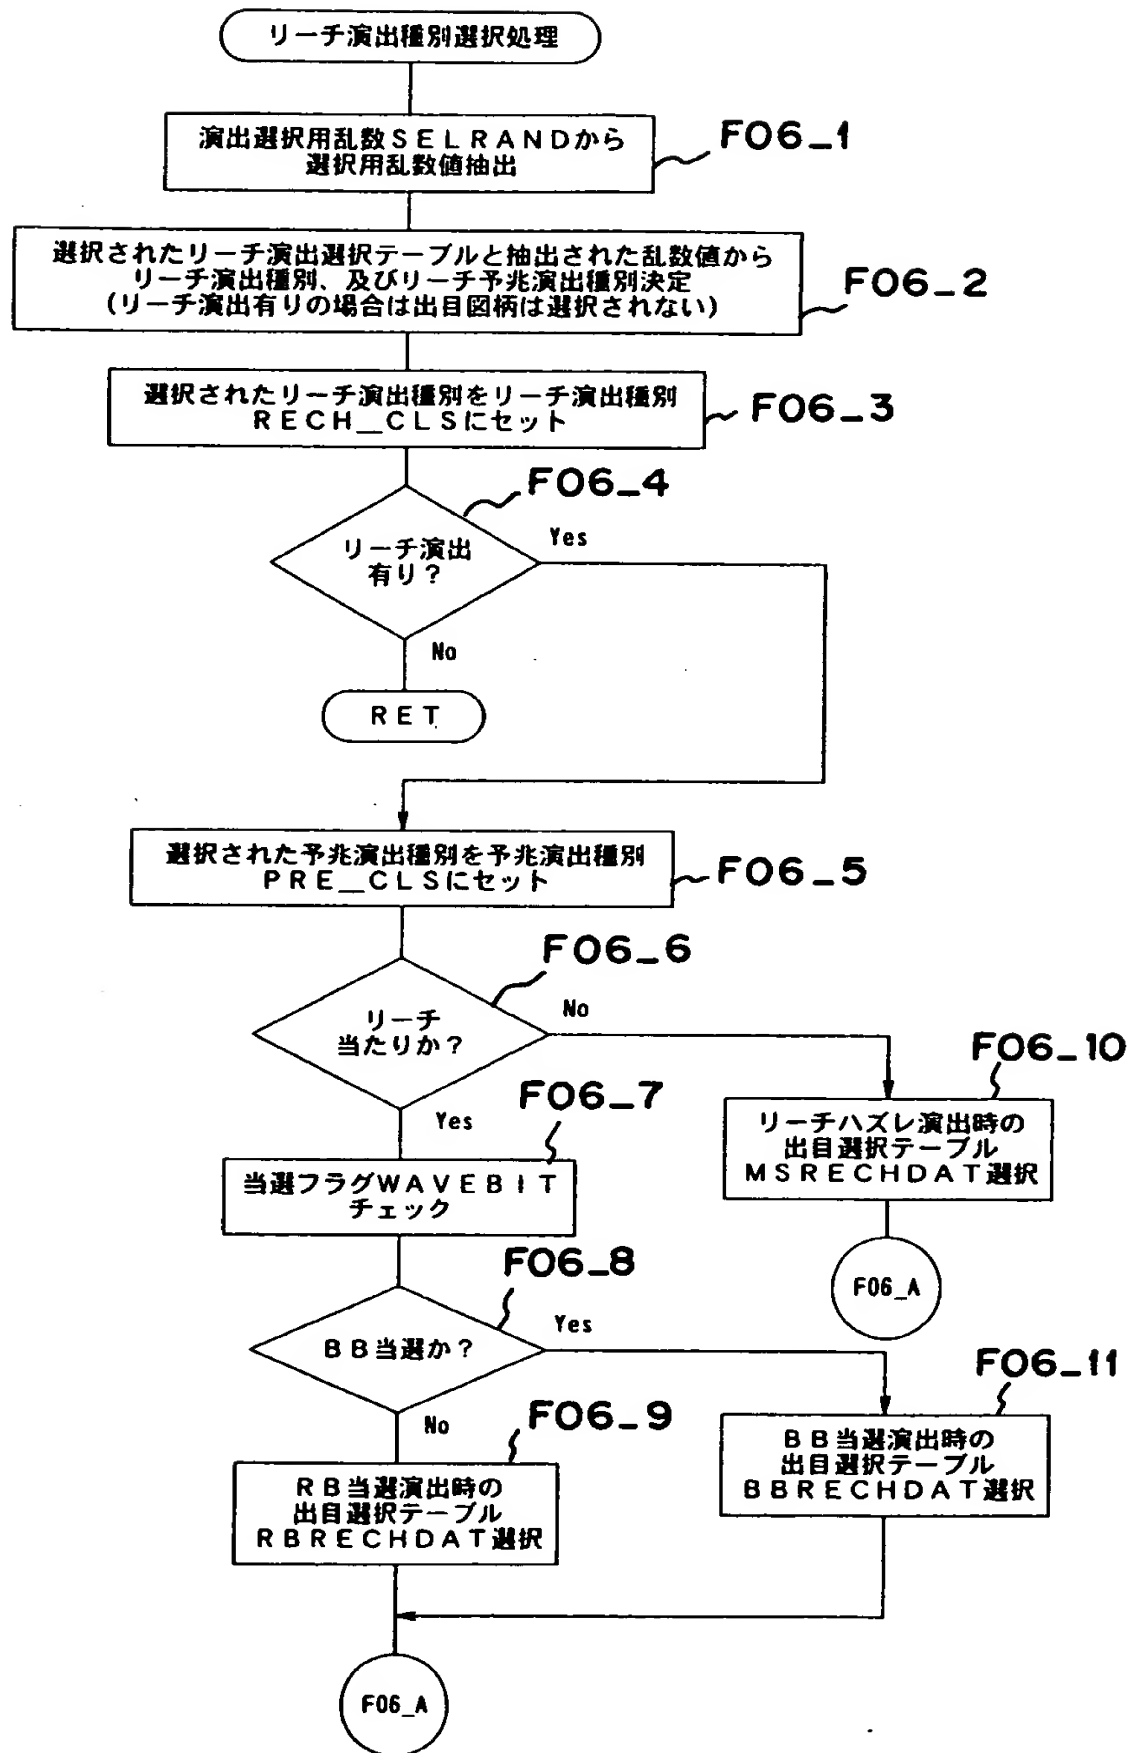 リーチ演出種別選択処理
演出選択用乱数SELRANDから
選択用乱数値抽出
F06_1
選択されたリーチ演出選択テーブルと抽出された乱数値から
リーチ演出種別、及びリーチ予兆演出種別決定
(リーチ演出有りの場合は出目図柄は選択されない)
F06_2
選択されたリーチ演出種別をリーチ演出種別
RECH__CLSにセット
F06_3
F06_4
リーチ演出
有り?
Yes
No
RET
選択された予兆演出種別を予兆演出種別
PRE__CLSにセット
F06_5
F06_6
リーチ
当たりか?
No
Yes
F06_10
リーチハズレ演出時の
出目選択テーブル
MSRECHDAT選択
F06_A
F06_7
当選フラグWAVEBIT
チェック
F06_8
BB当選か?
Yes
No
F06_11
BB当選演出時の
出目選択テーブル
BBRECHDAT選択
F06_9
RB当選演出時の
出目選択テーブル
RBRECHDAT選択
F06_A